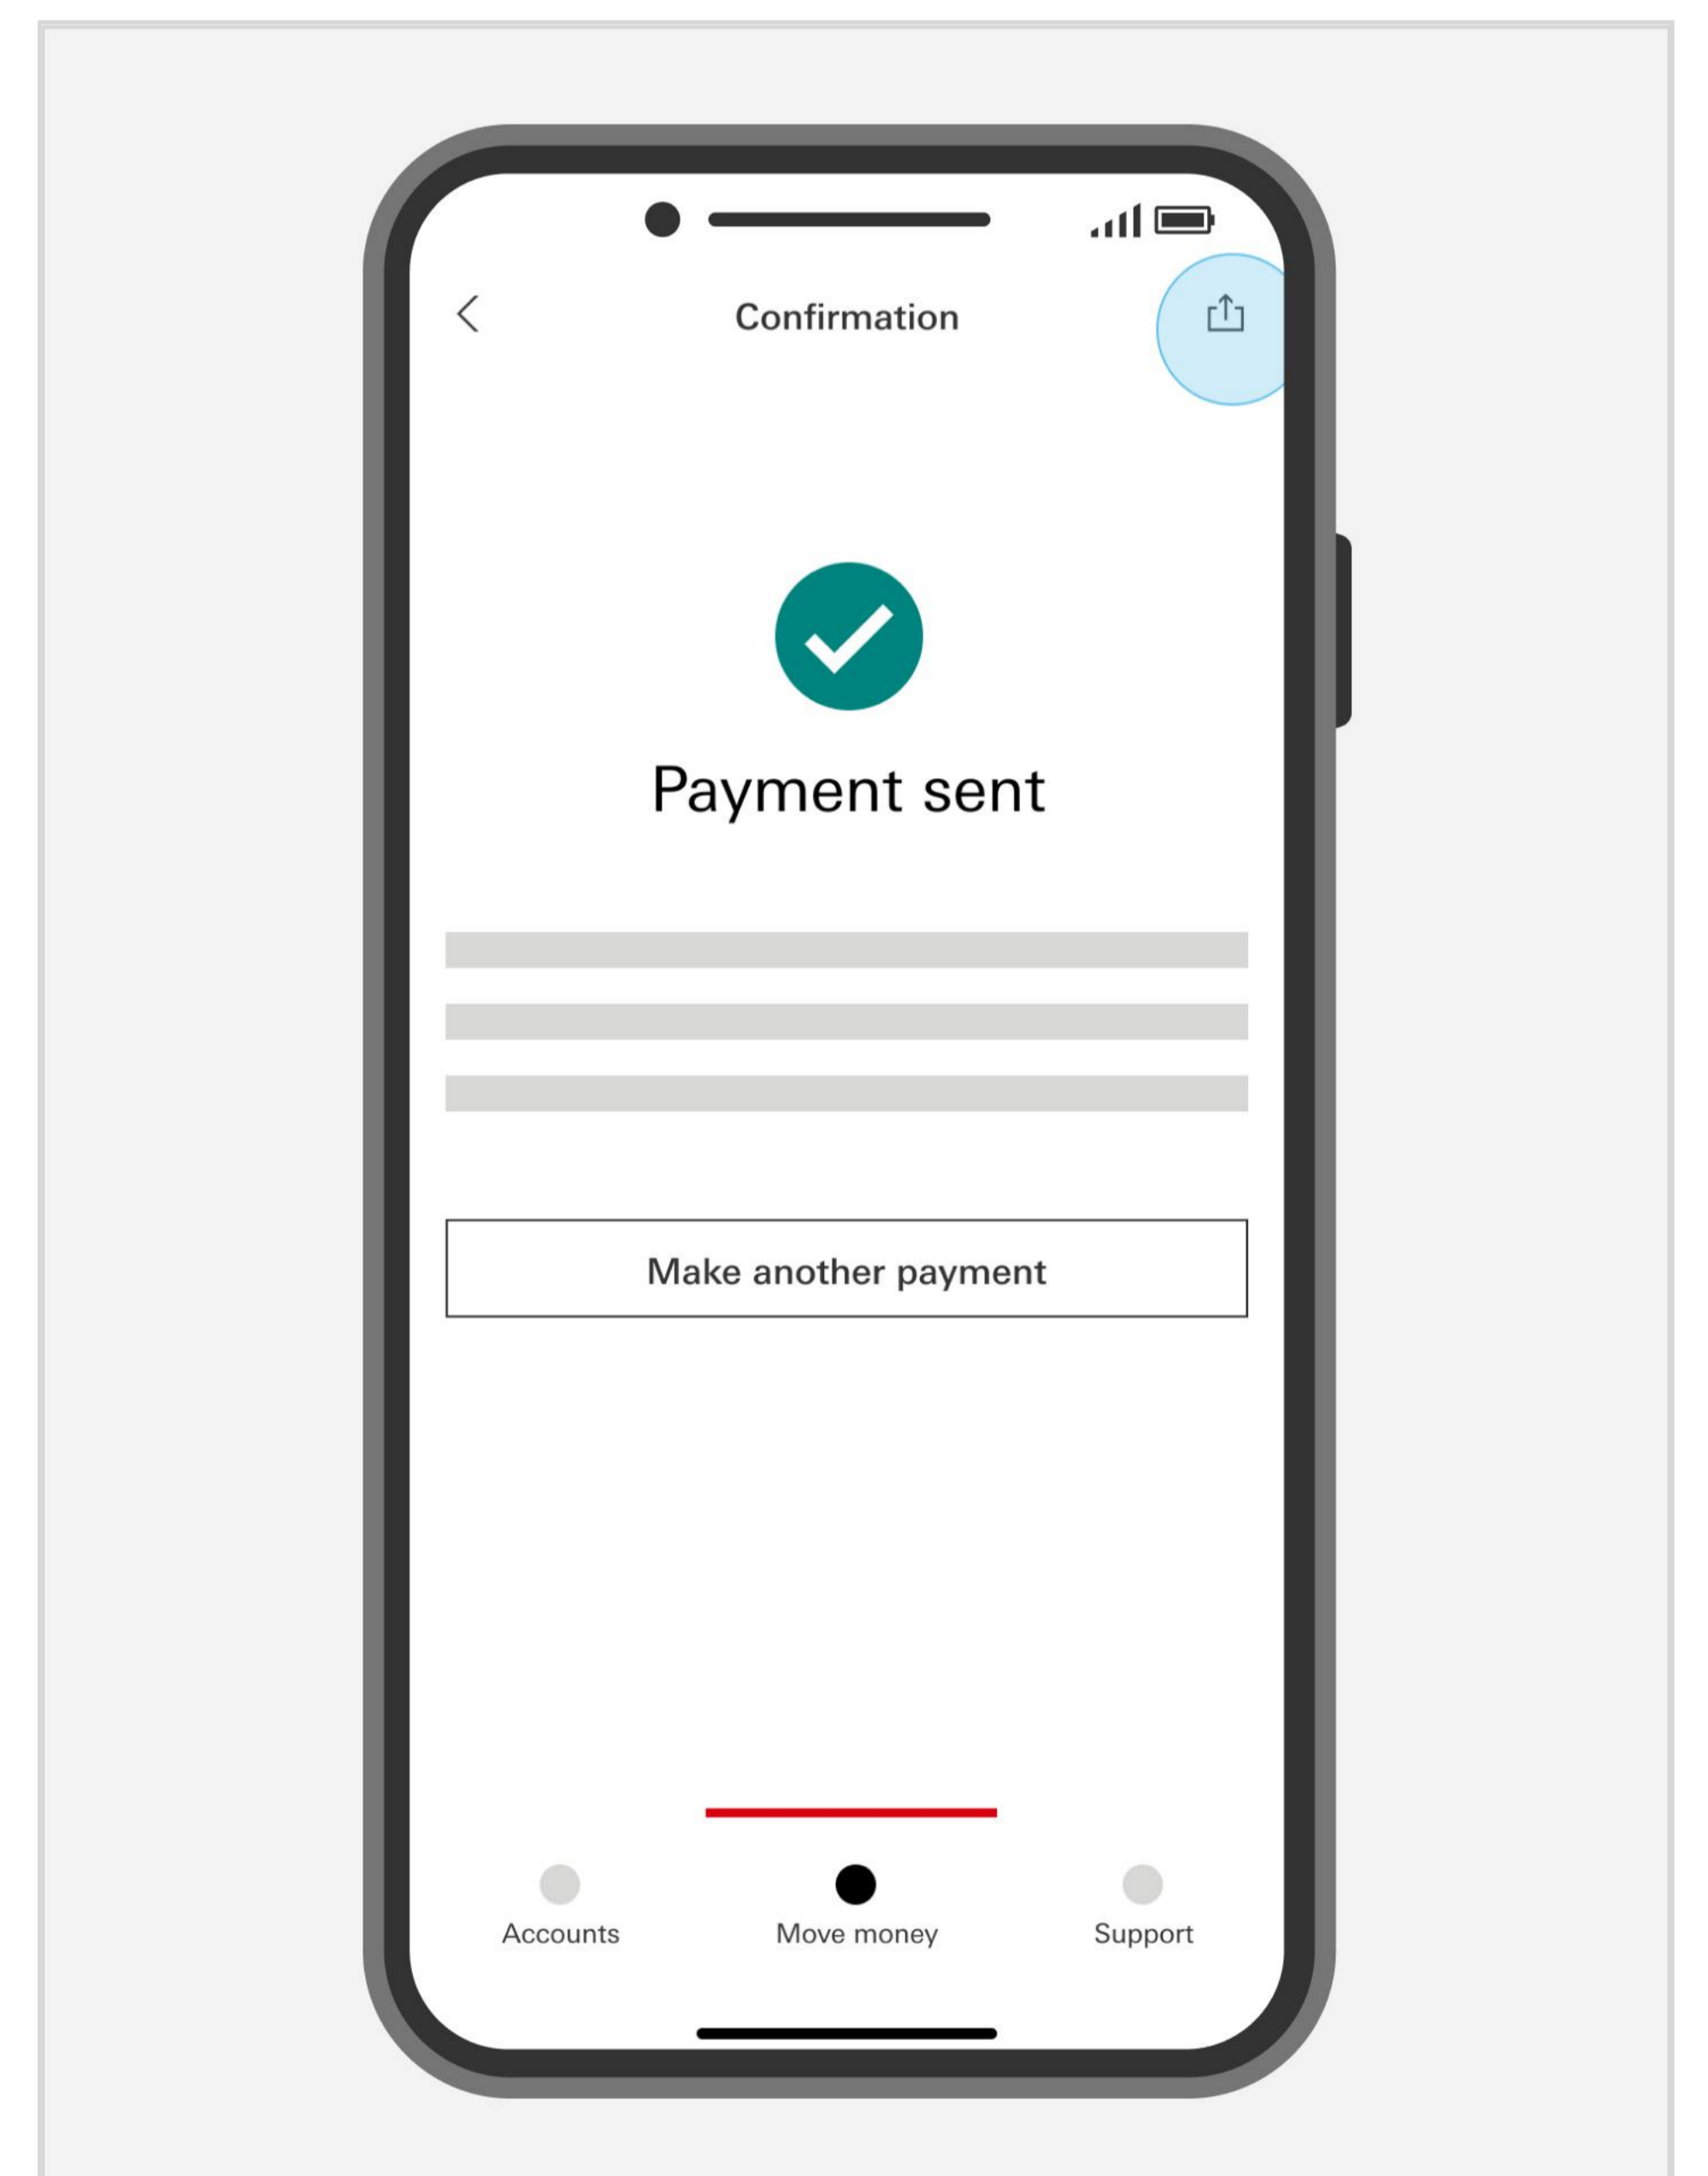 Confirmation
Payment sent
Make another payment
Accounts
Move money
Support